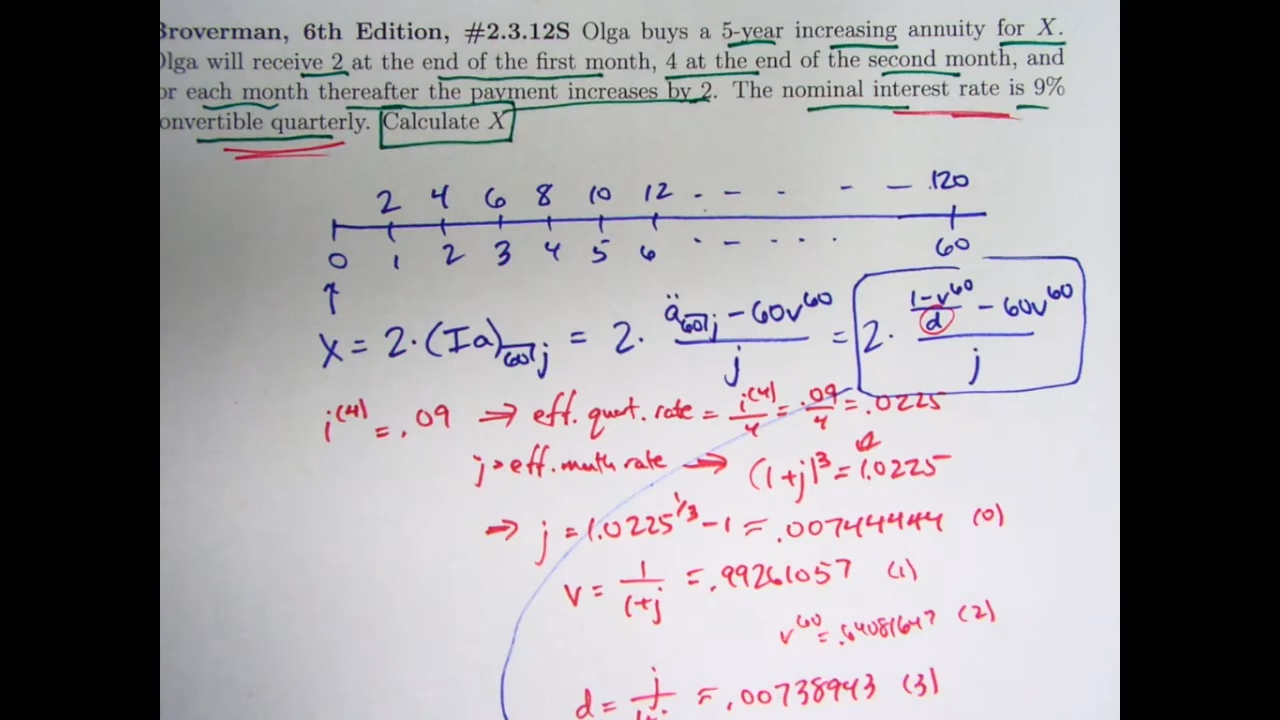 Broverman, 6th Edition, #2.3.12S Olga buys a 5-year increasing annuity for X.
Olga will receive 2 at the end of the first month, 4 at the end of the second month, and
for each month thereafter the payment increases by 2. The nominal interest rate is 9%
convertible quarterly. Calculate X
2 4 6 8 10 12 . – . – – 120
0 1 2 3 4 5 6 . – . . . 60
↑
X = 2·(Ia)60⌉j = 2· (ä60⌉j – 60v^60)/j = 2· ((1–v^60)/d – 60v^60)/j
i^(4) = .09 ⇒ eff. quart. rate = i^(4)/4 = .09/4 = .0225
j = eff. month rate ⇒ (1+j)^3 = 1.0225
⇒ j = 1.0225^1/3 – 1 = .00744444 (0)
v = 1/(1+j = .99261057 (1)
v^60 = .64081647 (2)
d = j/ = .00738943 (3)